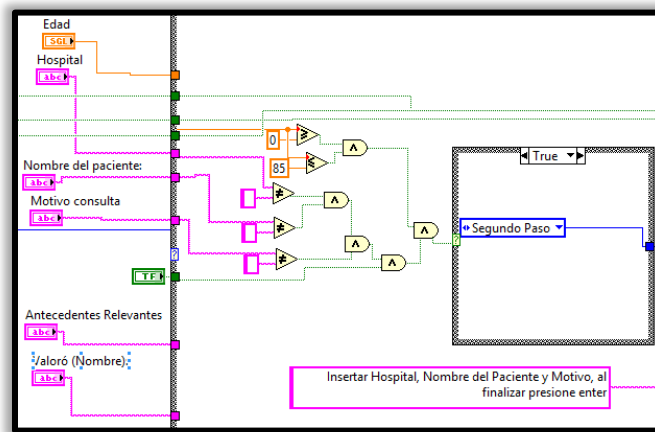 Edad
SGL
Hospital
abc
0
85
Nombre del paciente:
abc
Motivo consulta
abc
True
Segundo Paso
?
?
TF
Antecedentes Relevantes
abc
Valoró (Nombre):
abc
Insertar Hospital, Nombre del Paciente y Motivo, al
finalizar presione enter